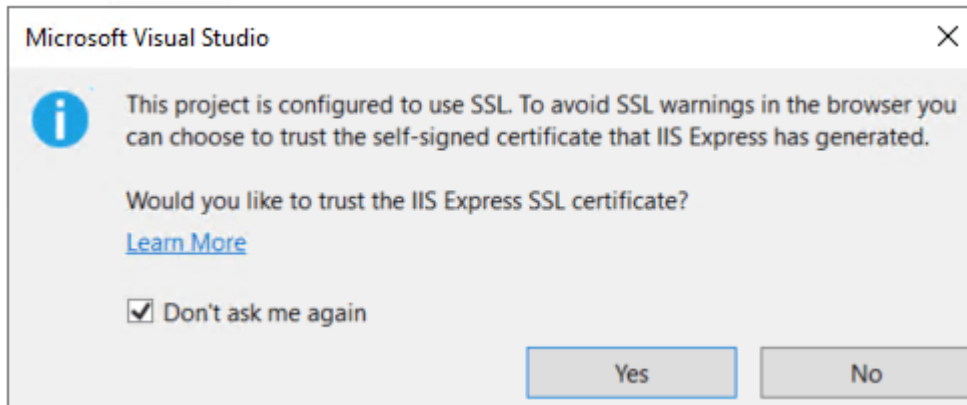 Microsoft Visual Studio
This project is configured to use SSL. To avoid SSL warnings in the browser you
can choose to trust the self-signed certificate that IIS Express has generated.
Would you like to trust the IIS Express SSL certificate?
Learn More
Don't ask me again
Yes No